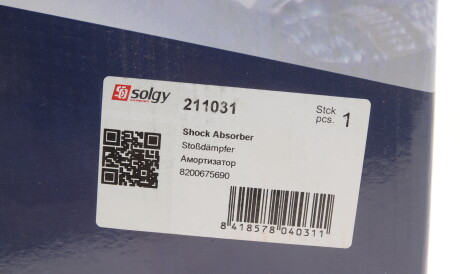 solgy 211031 Stck pcs. 1
Shock Absorber
Stoßdämpfer
Амортизатор
8200675690
8 418578 040311